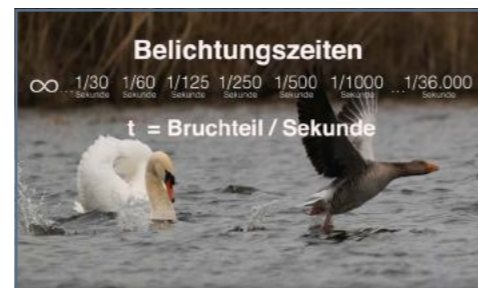 Belichtungszeiten
∞...1/30 1/60 1/125 1/250 1/500 1/1000 ...1/36.000
Sekunde Sekunde Sekunde Sekunde Sekunde Sekunde Sekunde
t = Bruchteil / Sekunde